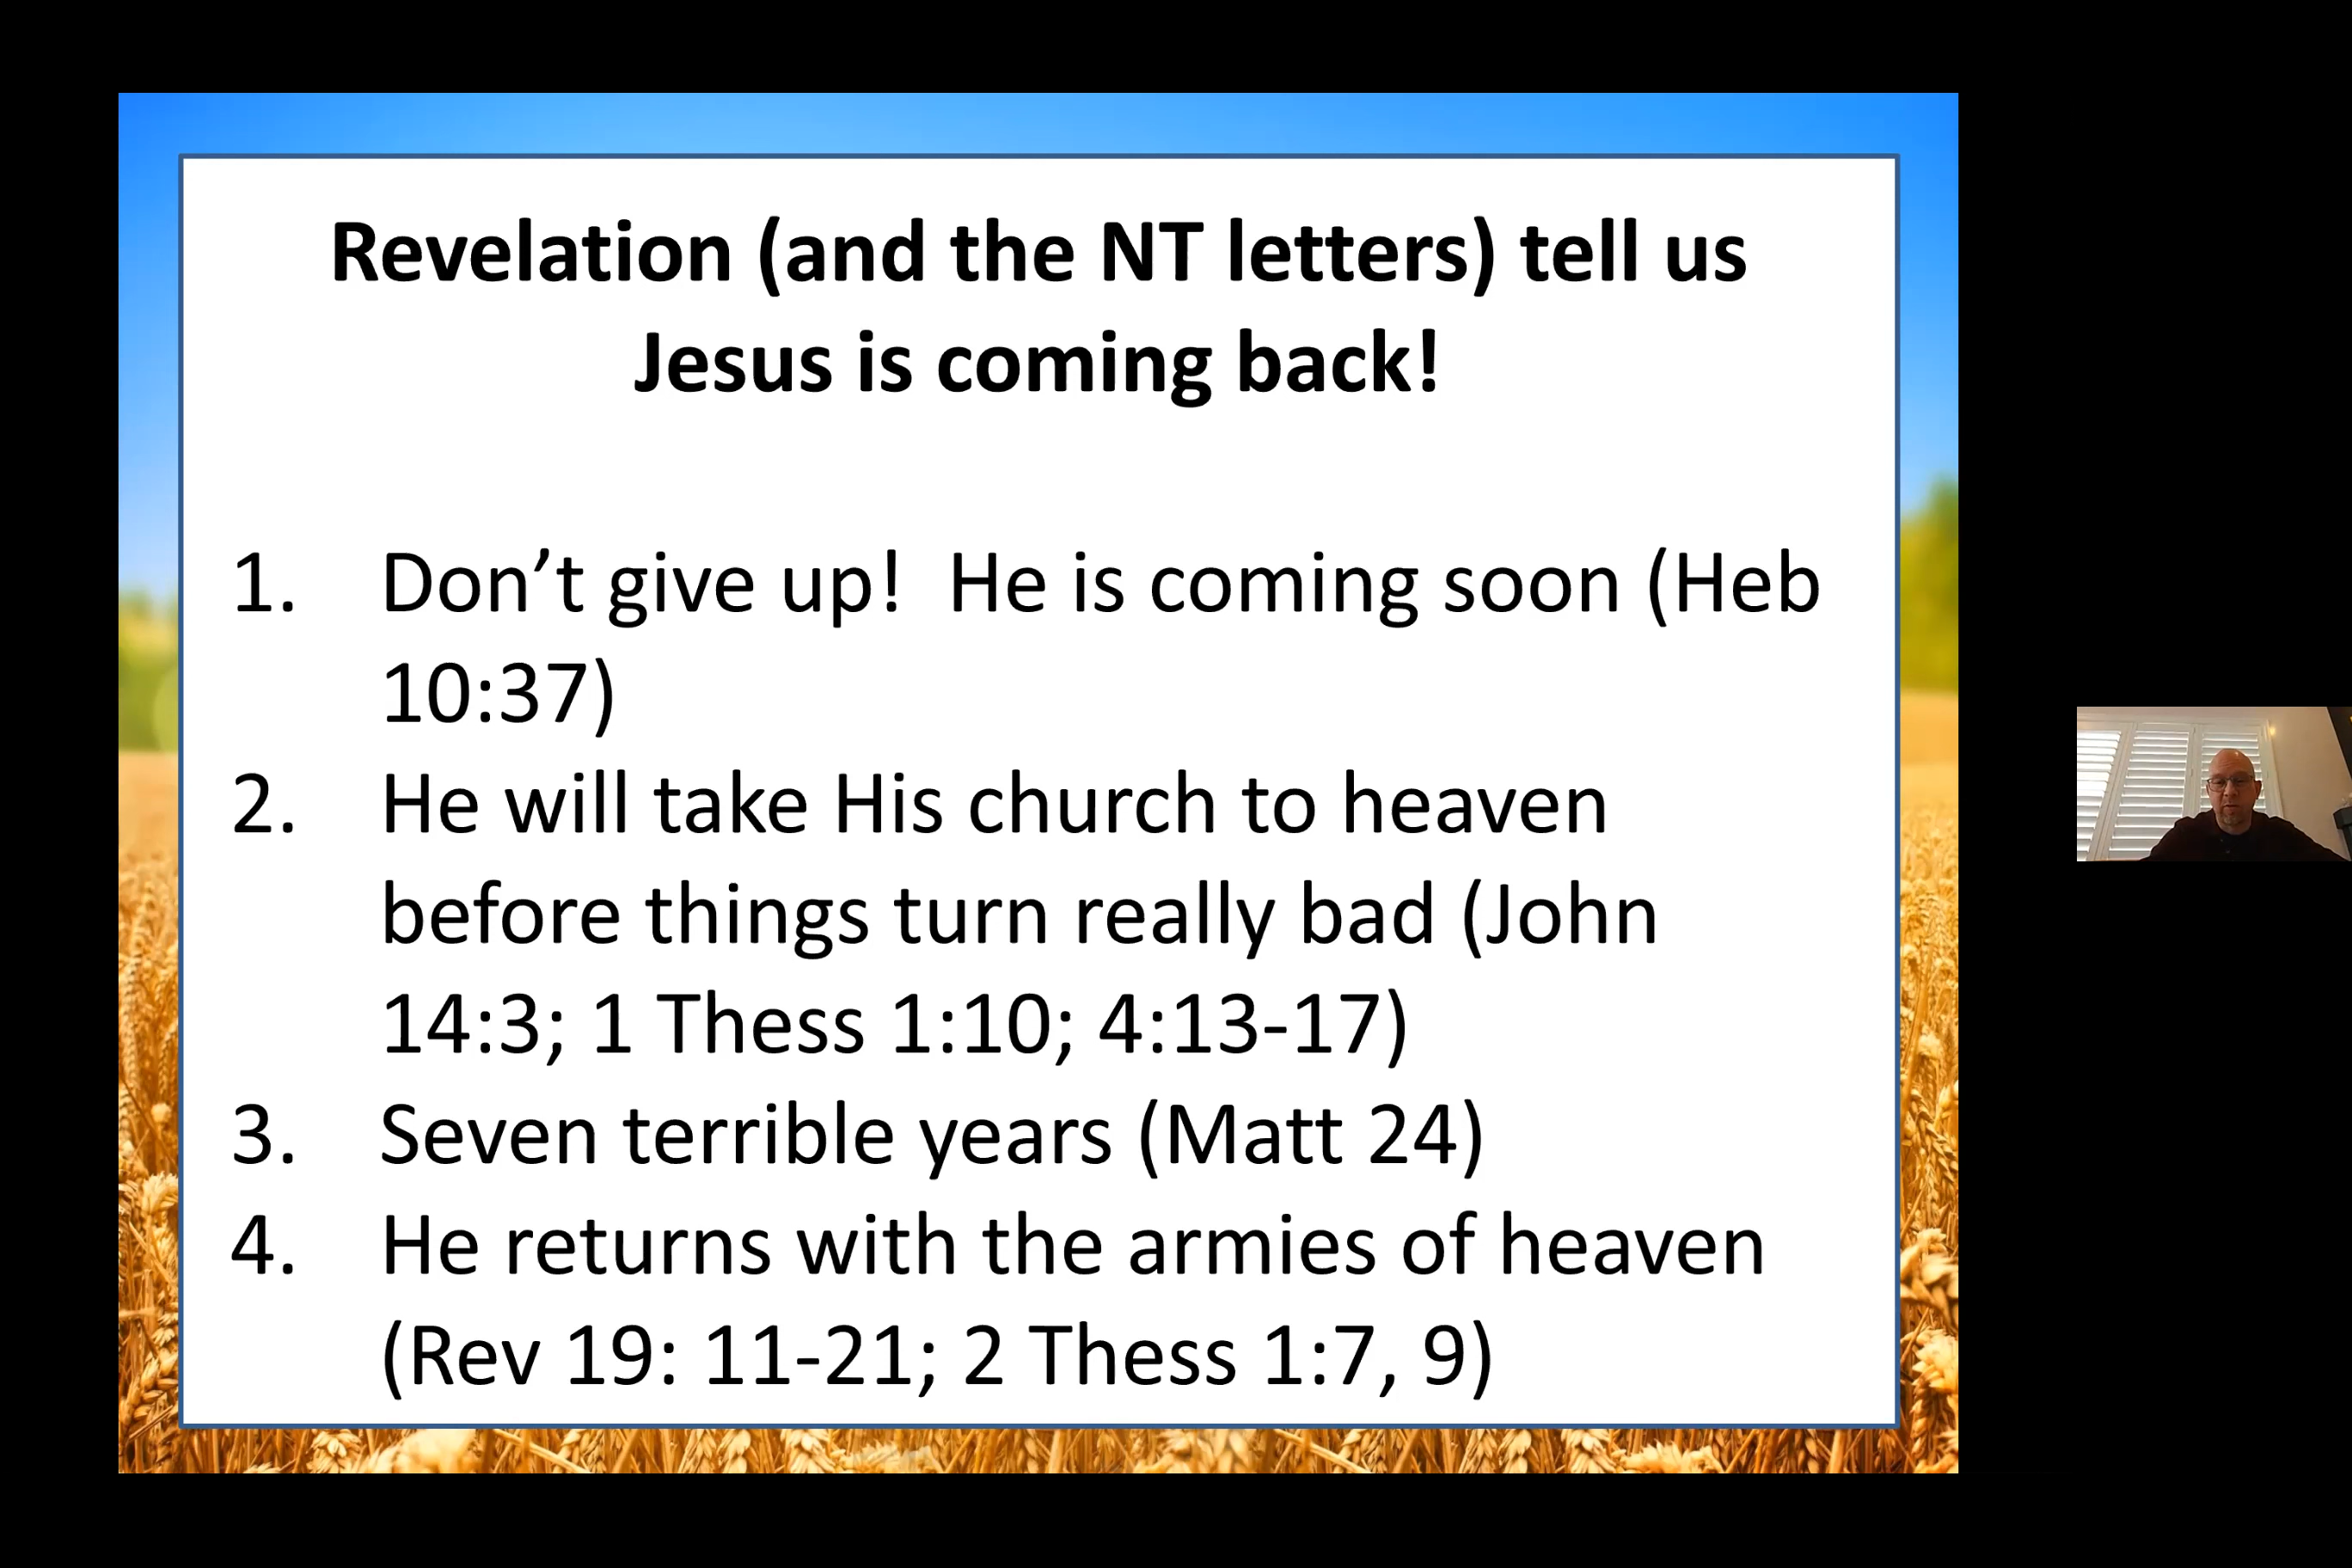 Revelation (and the NT letters) tell us
Jesus is coming back!
1. Don’t give up!  He is coming soon (Heb
10:37)
2. He will take His church to heaven
before things turn really bad (John
14:3; 1 Thess 1:10; 4:13-17)
3. Seven terrible years (Matt 24)
4. He returns with the armies of heaven
(Rev 19: 11-21; 2 Thess 1:7, 9)